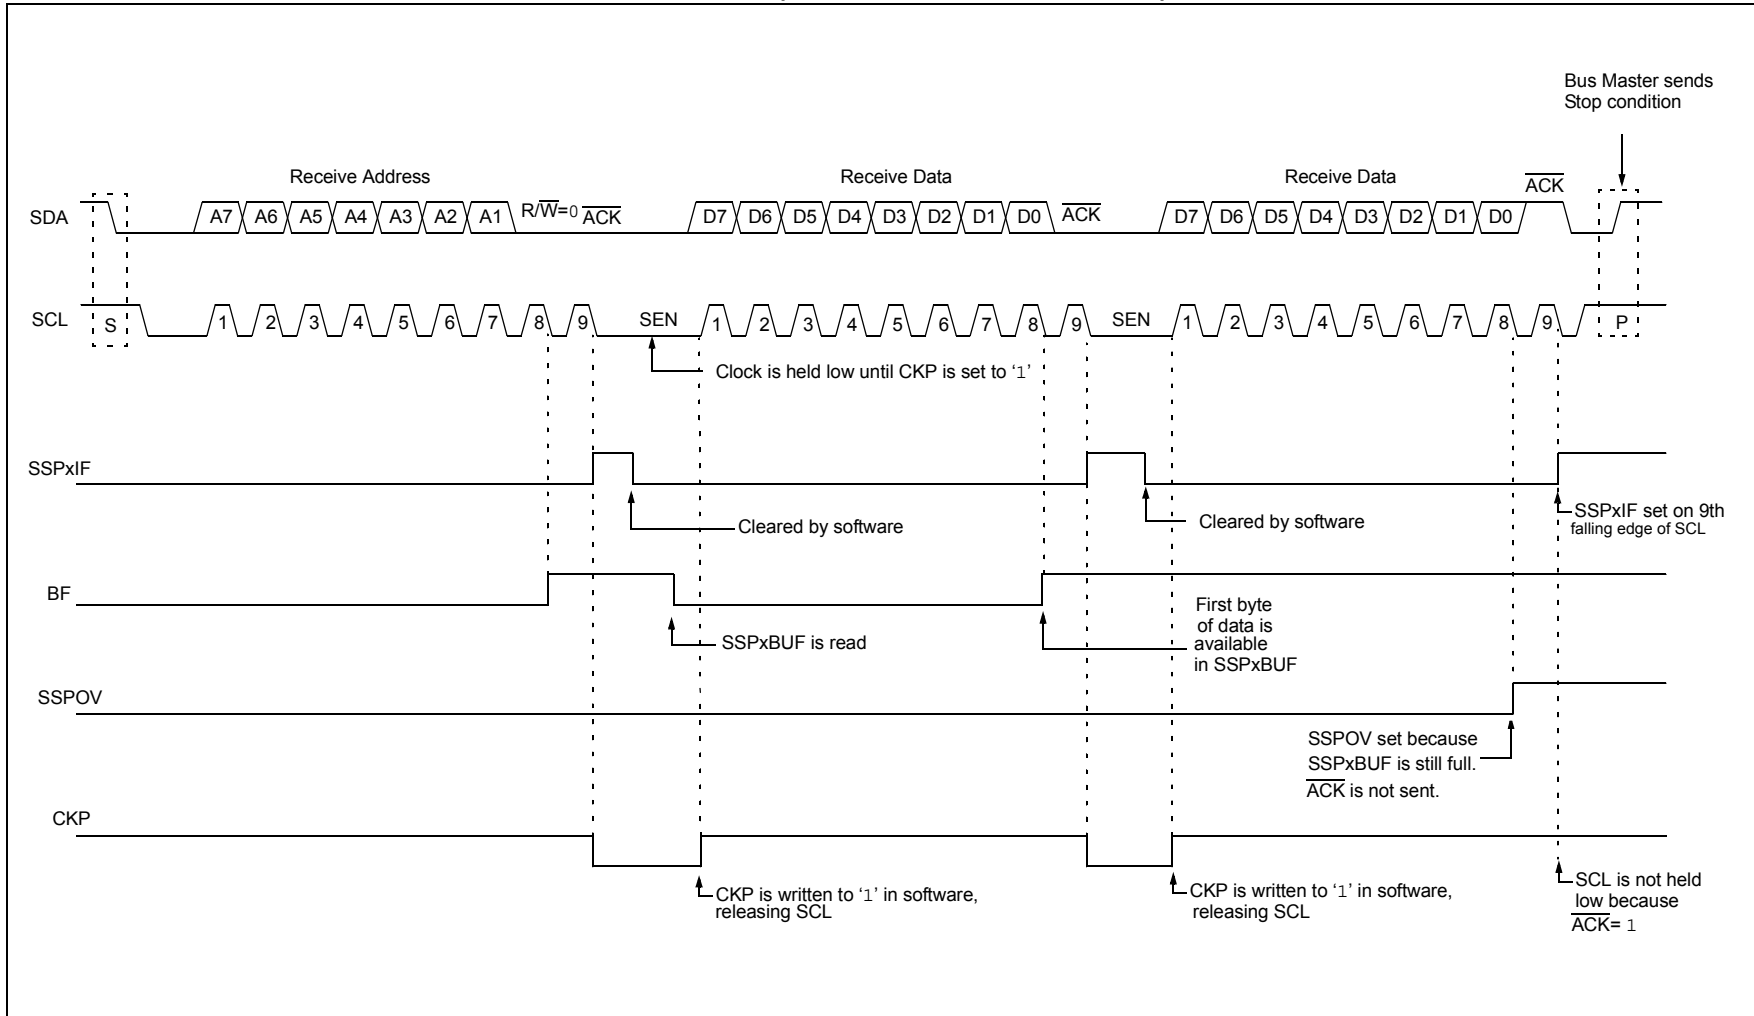 Bus Master sends
Stop condition
Receive Address
Receive Data
Receive Data
ACK
SDA
A7 A6 A5 A4 A3 A2 A1 R/W=0 ACK
D7 D6 D5 D4 D3 D2 D1 D0 ACK
D7 D6 D5 D4 D3 D2 D1 D0
SCL
S 1 2 3 4 5 6 7 8 9 SEN 1 2 3 4 5 6 7 8 9 SEN 1 2 3 4 5 6 7 8 9 P
Clock is held low until CKP is set to ‘1’
SSPxIF
Cleared by software
Cleared by software
SSPxIF set on 9th
falling edge of SCL
BF
SSPxBUF is read
First byte
of data is
available
in SSPxBUF
SSPOV
SSPOV set because
SSPxBUF is still full.
ACK is not sent.
CKP
CKP is written to ‘1’ in software,
releasing SCL
CKP is written to ‘1’ in software,
releasing SCL
SCL is not held
low because
ACK= 1